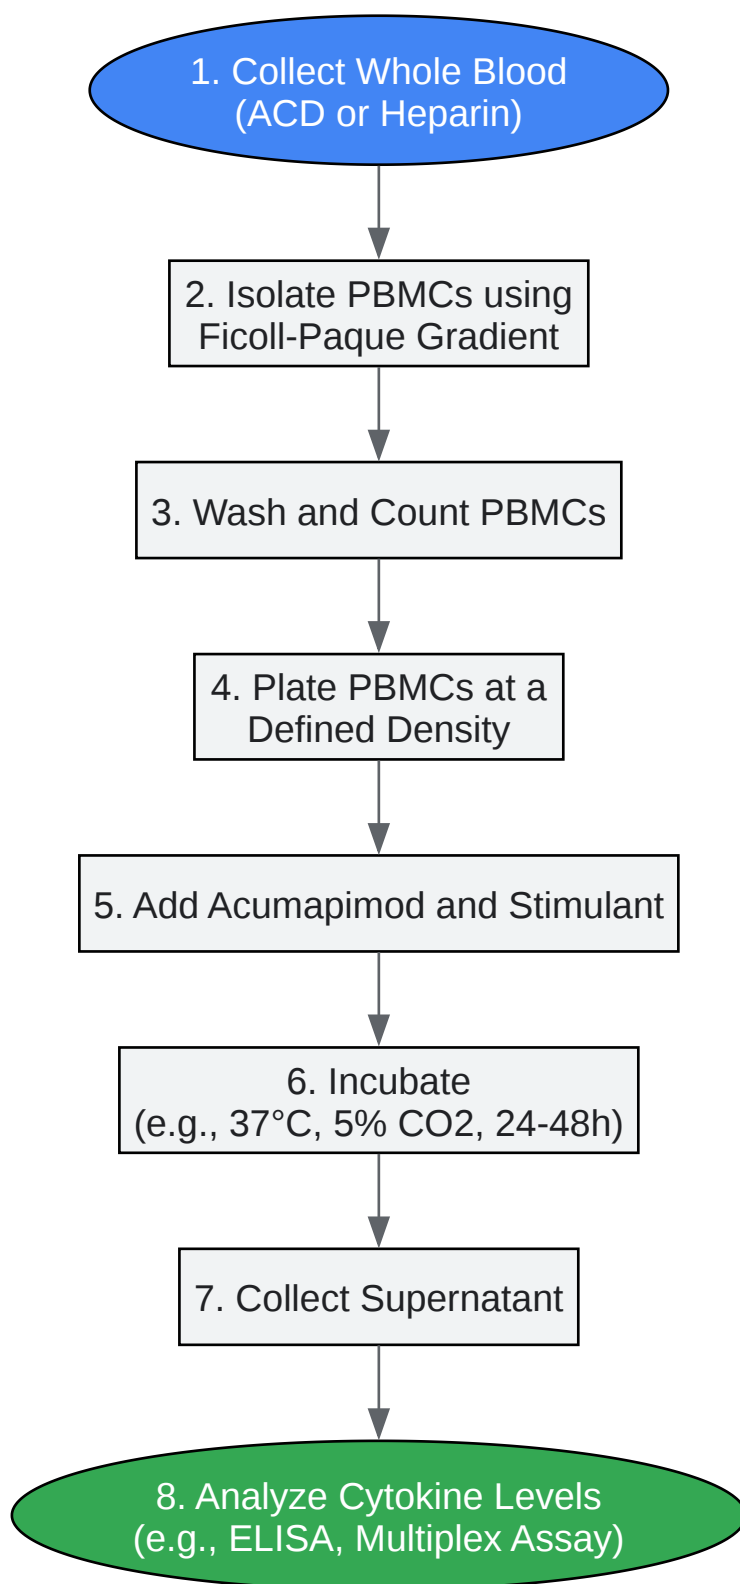 1. Collect Whole Blood
(ACD or Heparin)
2. Isolate PBMCs using
Ficoll-Paque Gradient
3. Wash and Count PBMCs
4. Plate PBMCs at a
Defined Density
5. Add Acumapimod and Stimulant
6. Incubate
(e.g., 37°C, 5% CO2, 24-48h)
7. Collect Supernatant
8. Analyze Cytokine Levels
(e.g., ELISA, Multiplex Assay)